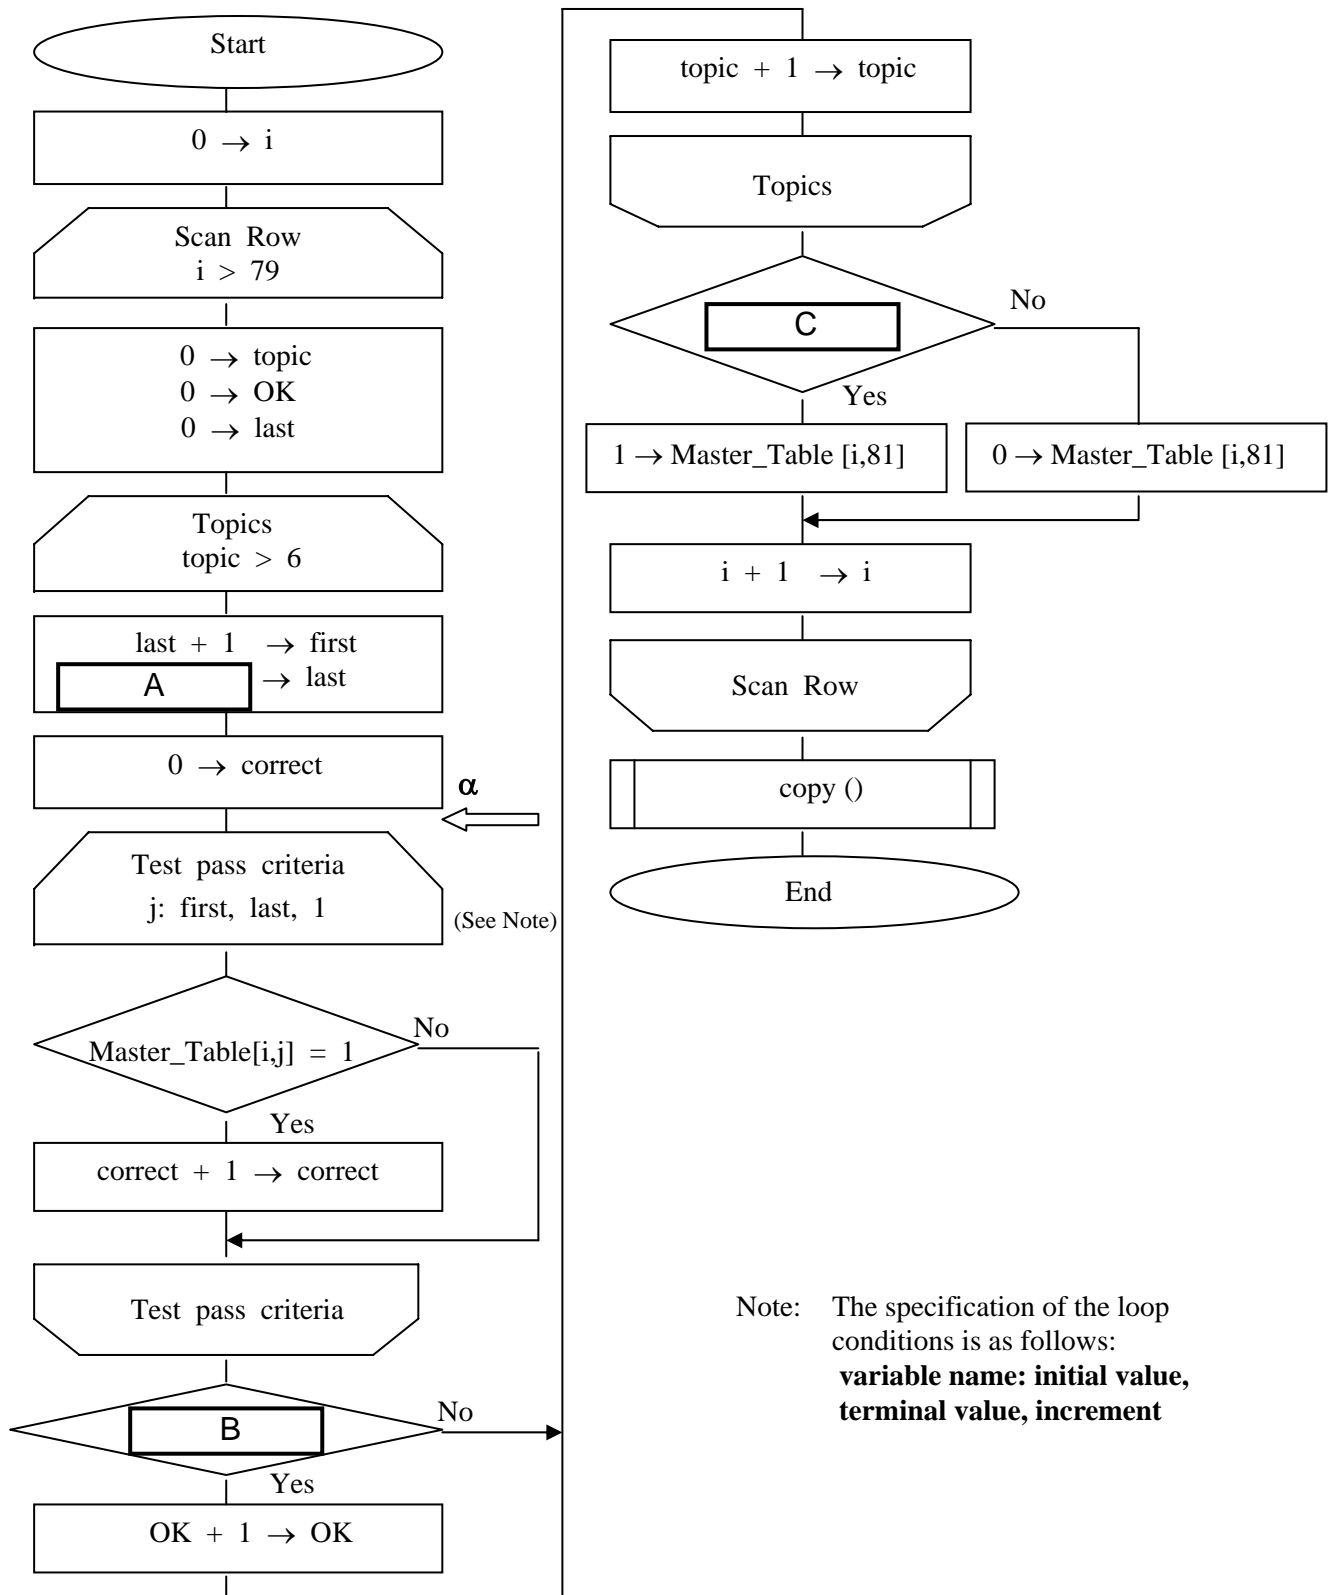 Start
0 → i
Scan Row
i > 79
0 → topic
0 → OK
0 → last
Topics
topic > 6
last + 1 → first
A → last
0 → correct
α
Test pass criteria
j: first, last, 1
(See Note)
Master_Table[i,j] = 1
No
Yes
correct + 1 → correct
Test pass criteria
B
No
Yes
OK + 1 → OK
topic + 1 → topic
Topics
C
No
Yes
1 → Master_Table [i,81]
0 → Master_Table [i,81]
i + 1 → i
Scan Row
copy ()
End
Note: The specification of the loop
conditions is as follows:
variable name: initial value,
terminal value, increment